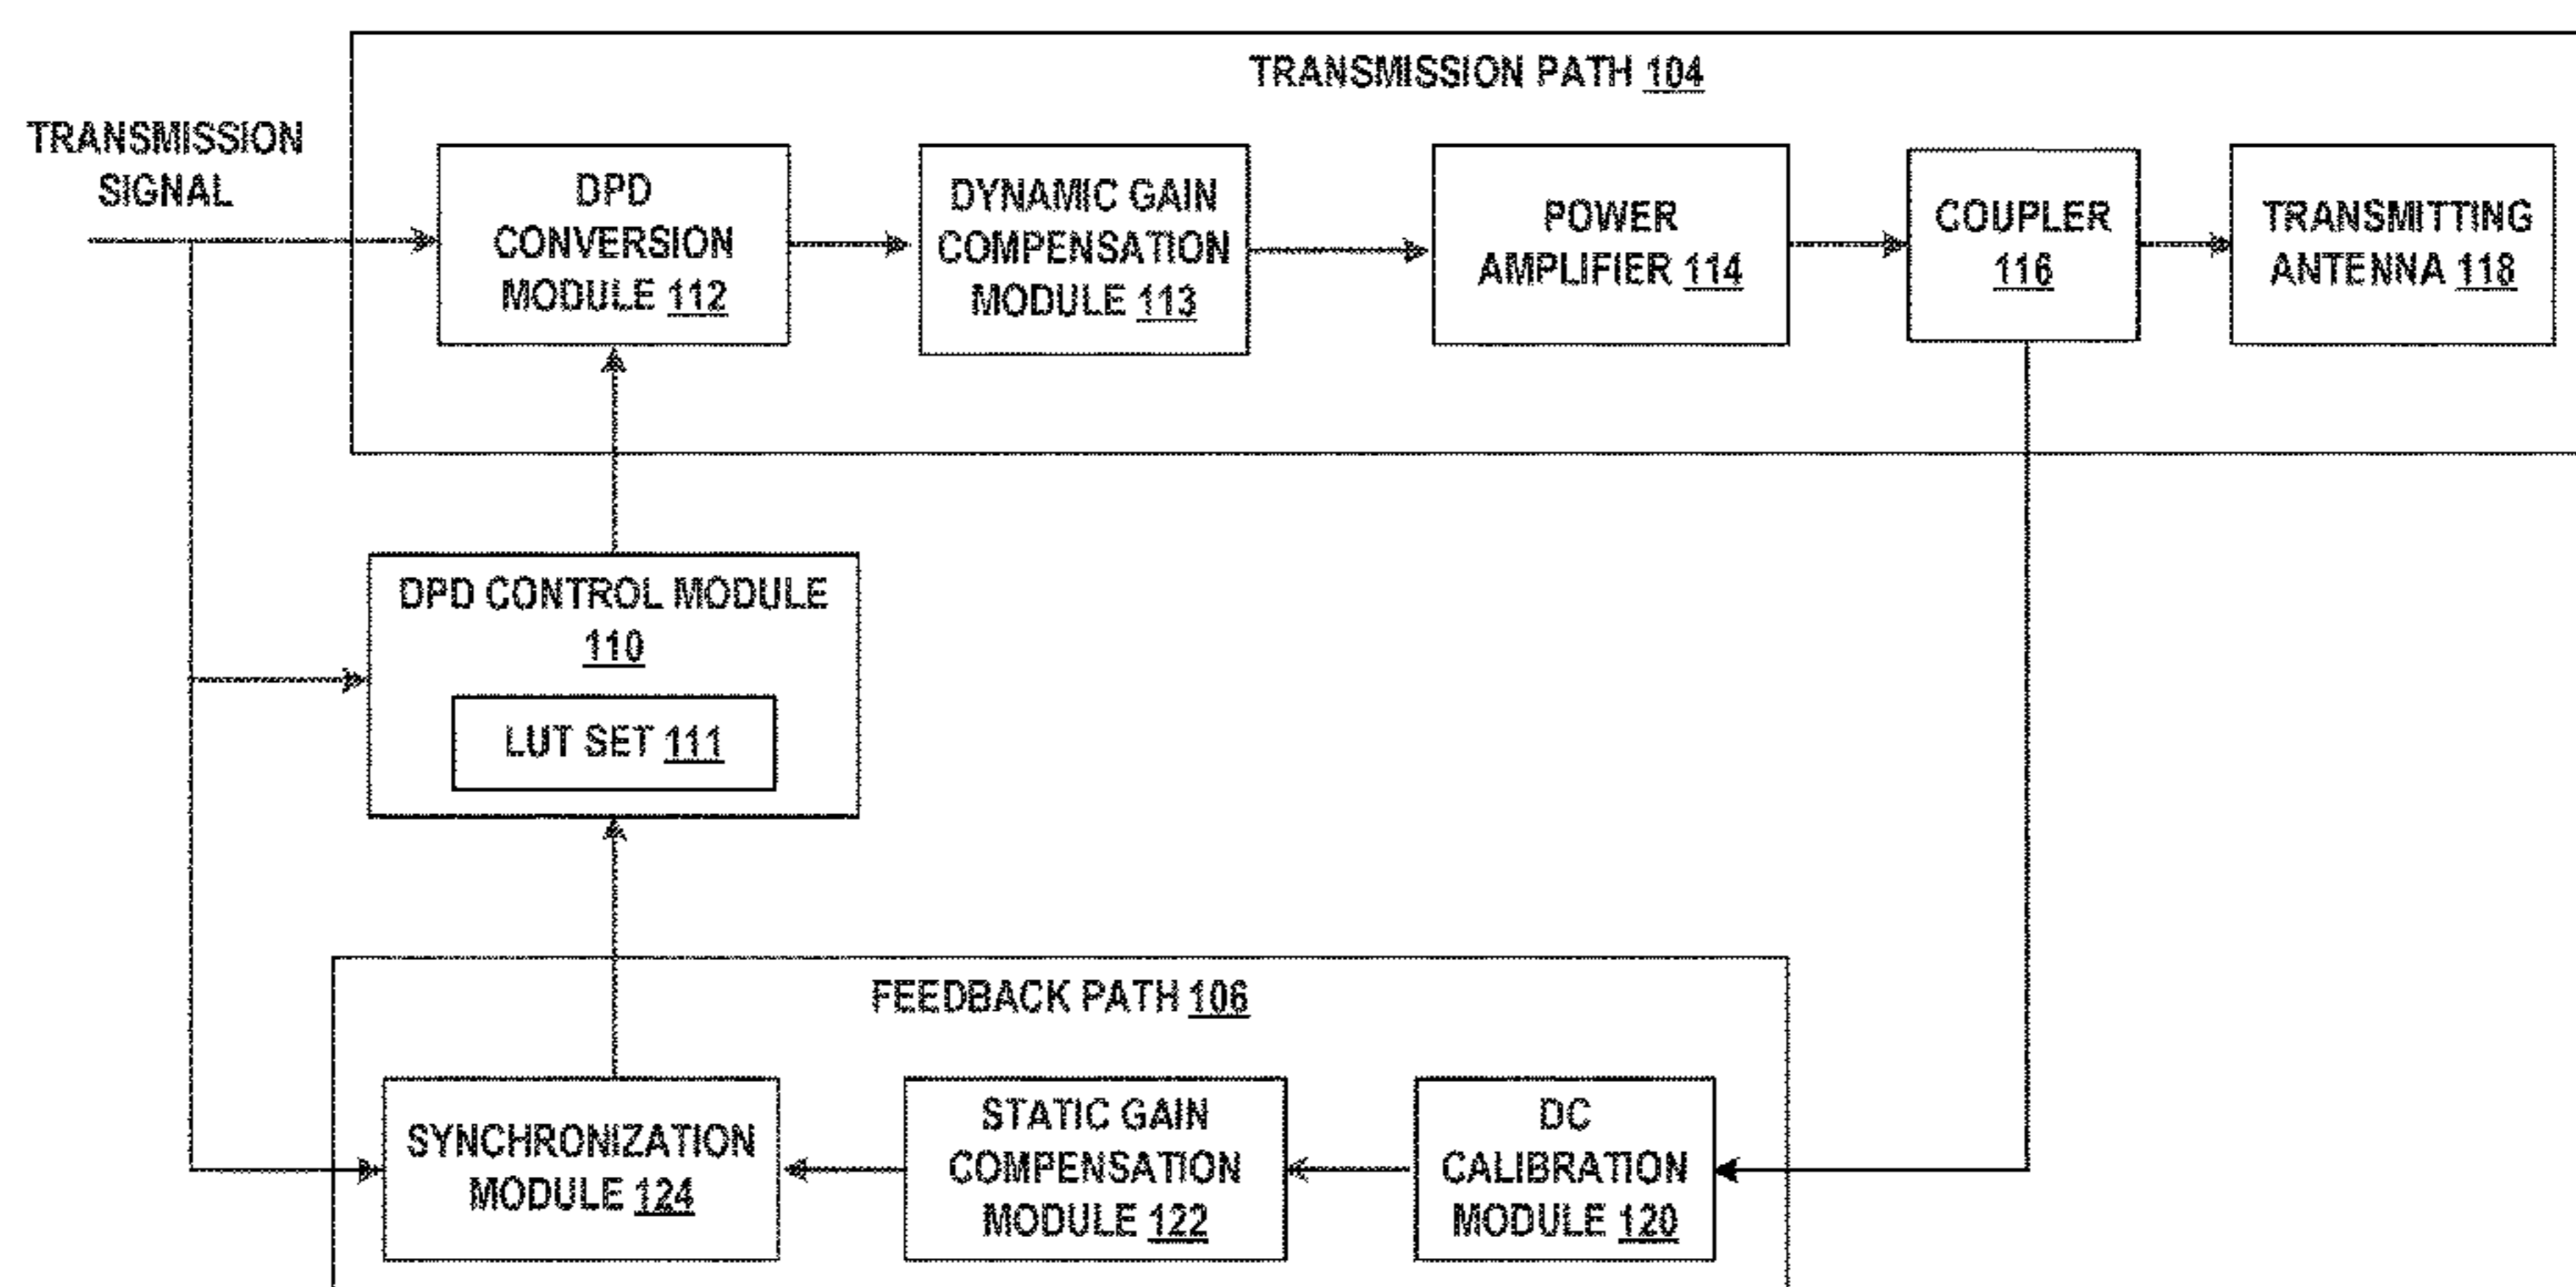 TRANSMISSION PATH 104
TRANSMISSION
SIGNAL
DPD
CONVERSION
MODULE 112
DYNAMIC GAIN
COMPENSATION
MODULE 113
POWER
AMPLIFIER 114
COUPLER
116
TRANSMITTING
ANTENNA 118
DPD CONTROL MODULE
110
LUT SET 111
FEEDBACK PATH 106
SYNCHRONIZATION
MODULE 124
STATIC GAIN
COMPENSATION
MODULE 122
DC
CALIBRATION
MODULE 120